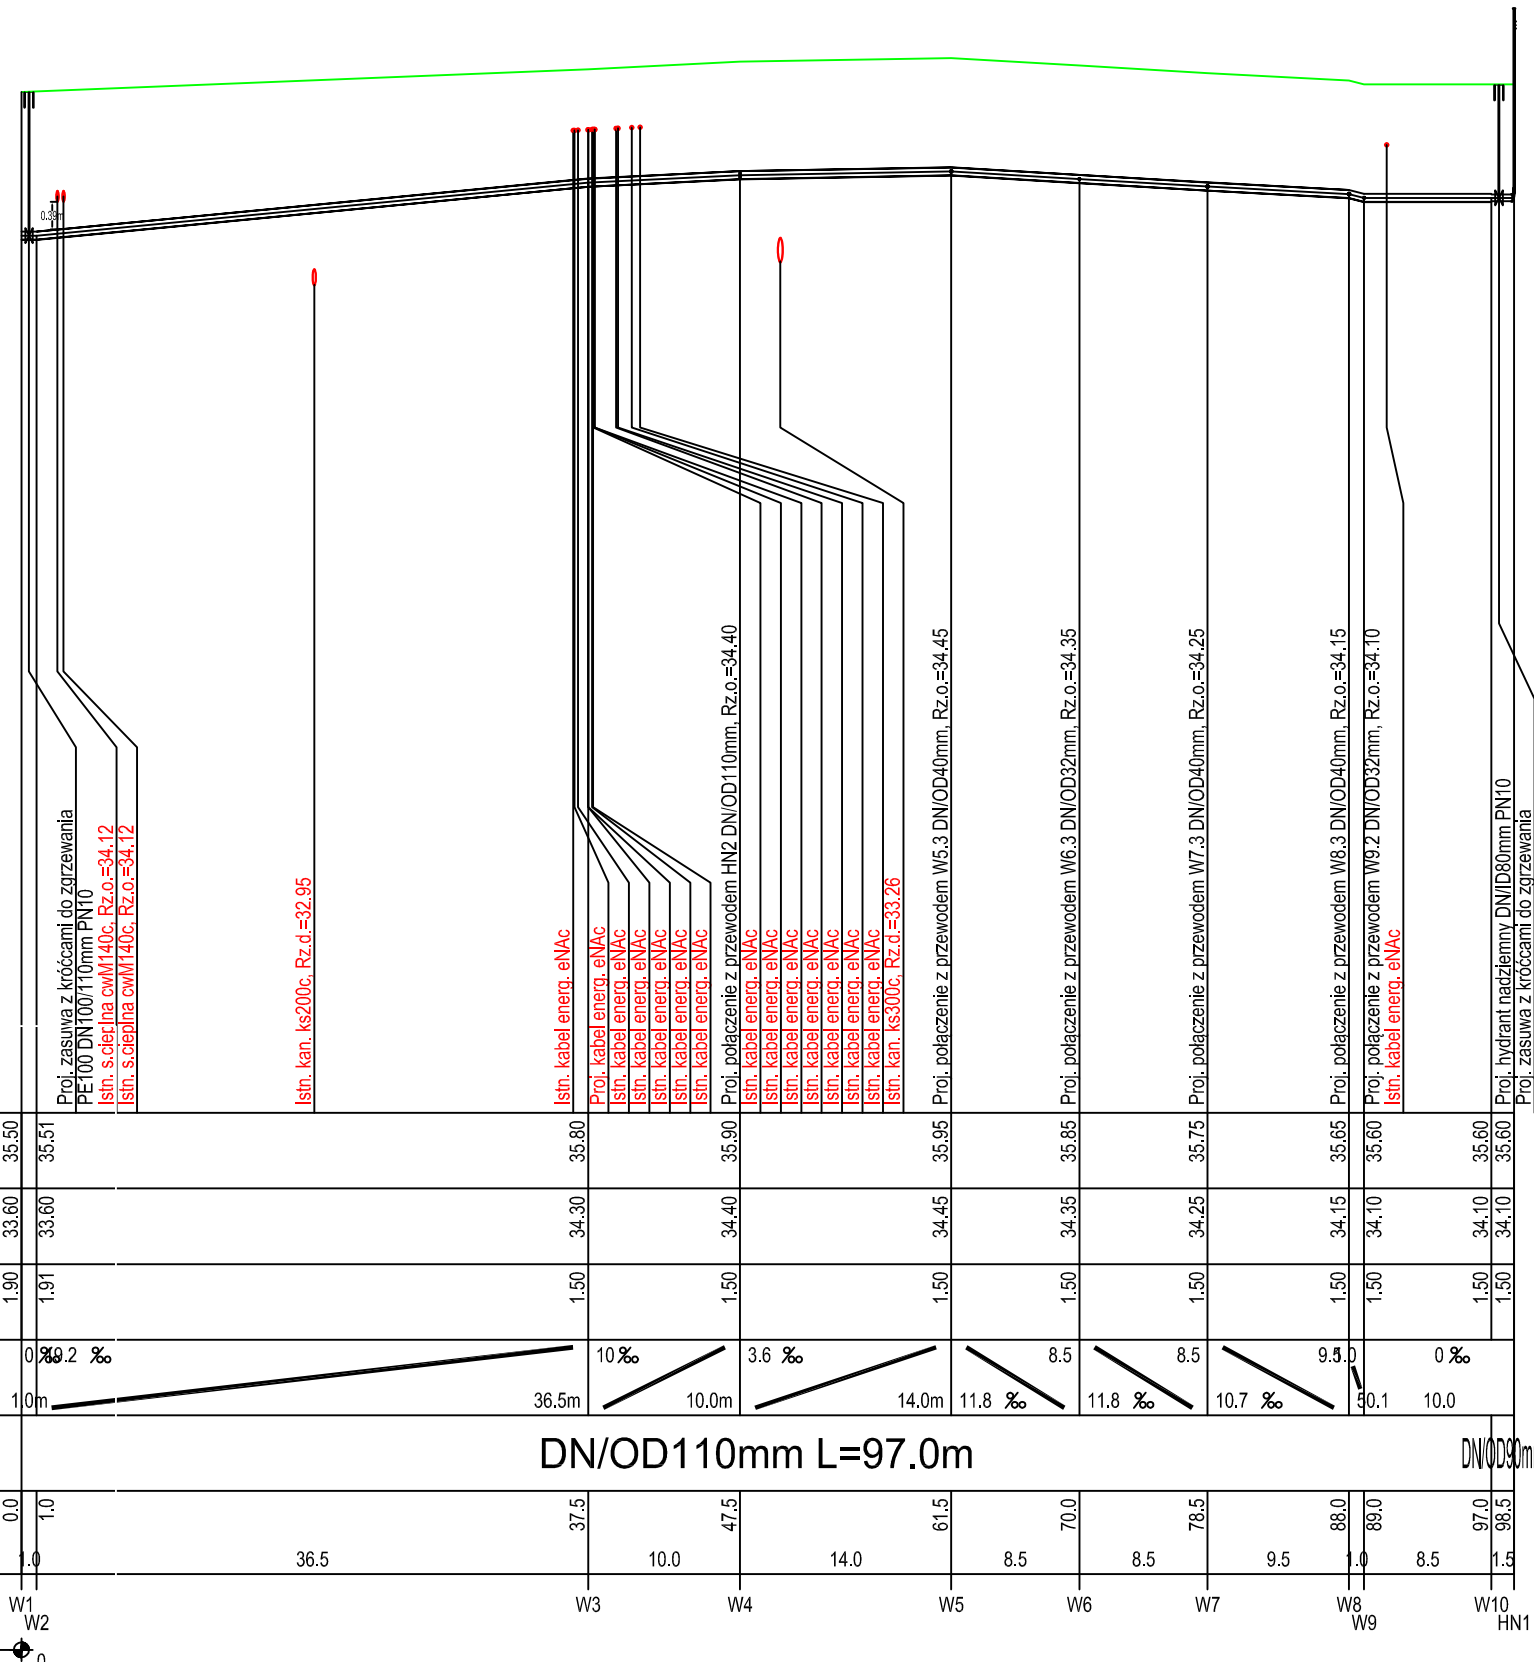 0.39m
Proj. zasuwa z króćcami do zgrzewania
PE100 DN100/110mm PN10
Istn. s.cieplna cwM140c, Rz.o.=34.12
Istn. s.cieplna cwM140c, Rz.o.=34.12
Istn. kan. ks200c, Rz.d.=32.95
Istn. kabel energ. eNAc
Proj. kabel energ. eNAc
Istn. kabel energ. eNAc
Istn. kabel energ. eNAc
Istn. kabel energ. eNAc
Istn. kabel energ. eNAc
Istn. kabel energ. eNAc
Proj. połączenie z przewodem HN2 DN/OD110mm, Rz.o.=34.40
Istn. kabel energ. eNAc
Istn. kabel energ. eNAc
Istn. kabel energ. eNAc
Istn. kabel energ. eNAc
Istn. kabel energ. eNAc
Istn. kabel energ. eNAc
Istn. kabel energ. eNAc
Istn. kan. ks300c, Rz.d.=33.26
Proj. połączenie z przewodem W5.3 DN/OD40mm, Rz.o.=34.45
Proj. połączenie z przewodem W6.3 DN/OD32mm, Rz.o.=34.35
Proj. połączenie z przewodem W7.3 DN/OD40mm, Rz.o.=34.25
Proj. połączenie z przewodem W8.3 DN/OD40mm, Rz.o.=34.15
Proj. połączenie z przewodem W9.2 DN/OD32mm, Rz.o.=34.10
Istn. kabel energ. eNAc
Proj. hydrant nadziemny DN/ID80mm PN10
Proj. zasuwa z króćcami do zgrzewania
35.50 35.51 35.80 35.90 35.95 35.85 35.75 35.65 35.60 35.60 35.60
33.60 33.60 34.30 34.40 34.45 34.35 34.25 34.15 34.10 34.10 34.10
1.90 1.91 1.50 1.50 1.50 1.50 1.50 1.50 1.50 1.50 1.50
0 ‰ 19.2 ‰ 10 ‰ 3.6 ‰ 8.5 8.5 9.5 1.0 0 ‰
1.0m 36.5m 10.0m 14.0m 11.8 ‰ 11.8 ‰ 10.7 ‰ 50.1 10.0
DN/OD110mm L=97.0m DN/OD90m
0.0 1.0 37.5 47.5 61.5 70.0 78.5 88.0 89.0 97.0 98.5
1.0 36.5 10.0 14.0 8.5 8.5 9.5 1.0 8.5 1.5
W1 W3 W4 W5 W6 W7 W8 W10
W2 W9 HN1
0